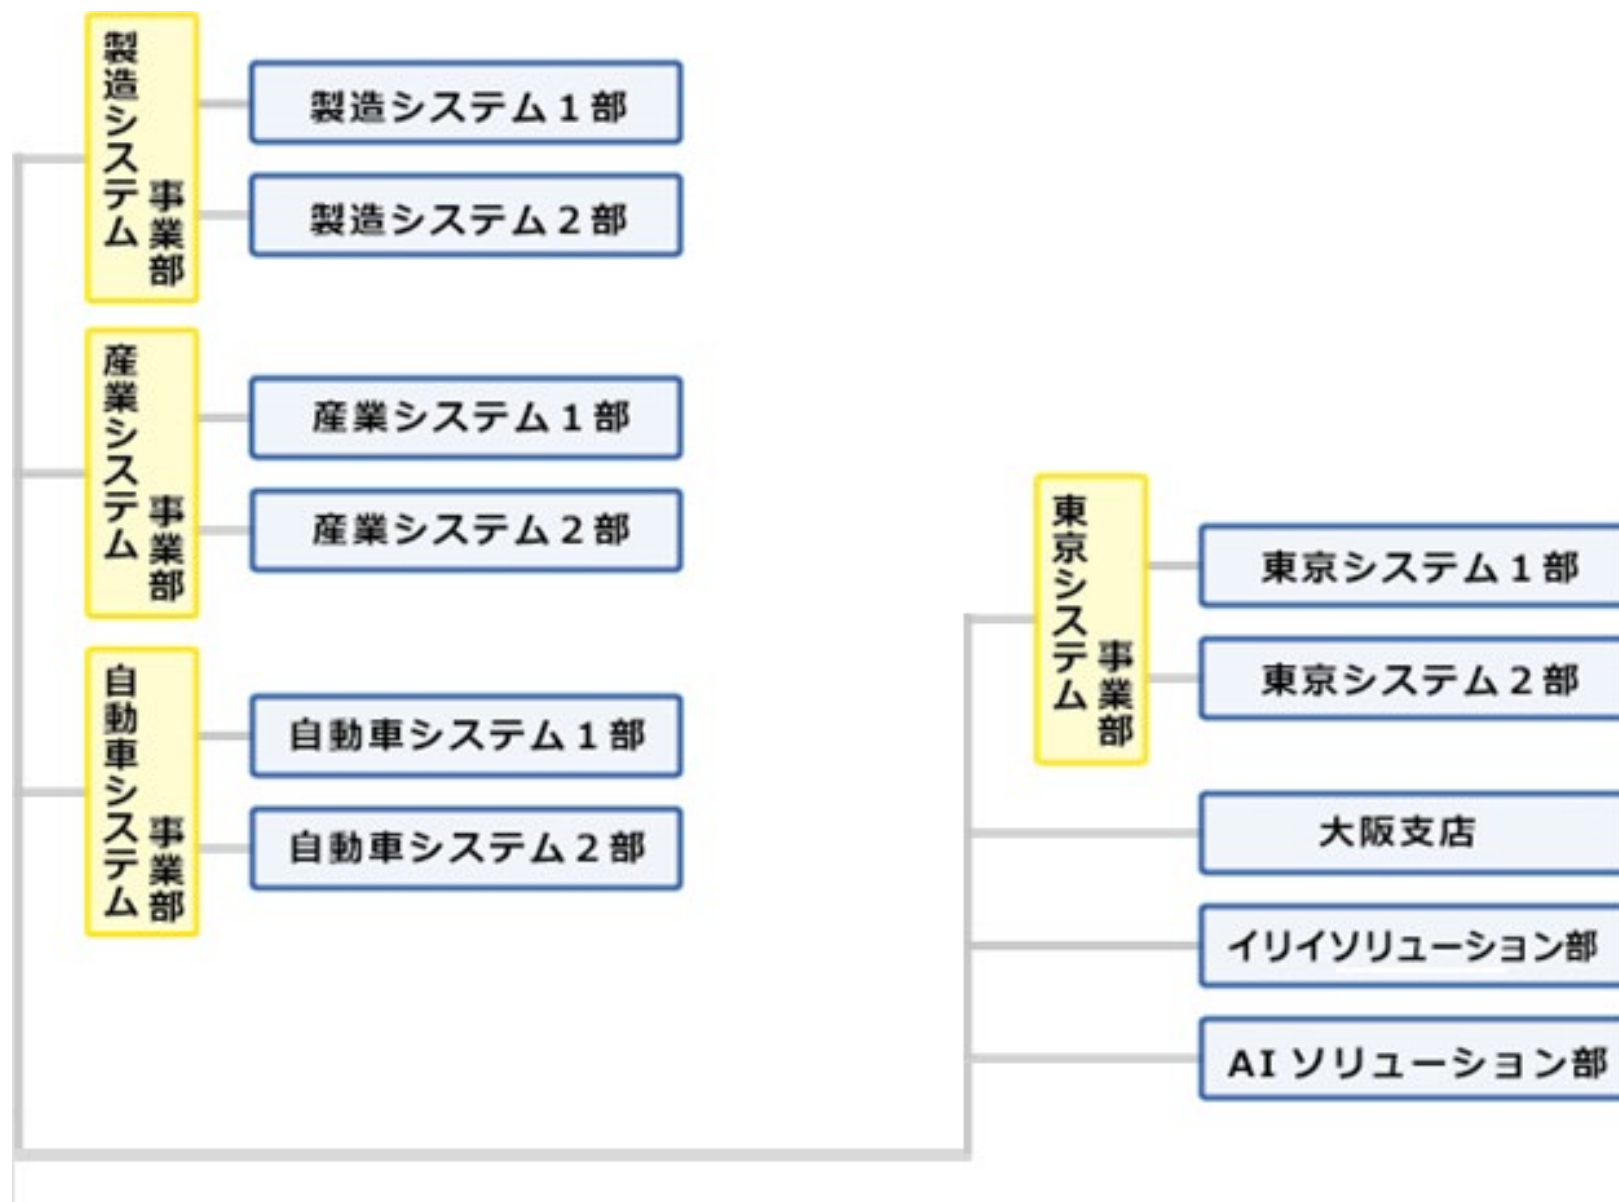 製造システム
事業部
製造システム1部
製造システム2部
産業システム
事業部
産業システム1部
産業システム2部
自動車システム
事業部
自動車システム1部
自動車システム2部
東京システム
事業部
東京システム1部
東京システム2部
大阪支店
イリイソリューション部
AI ソリューション部